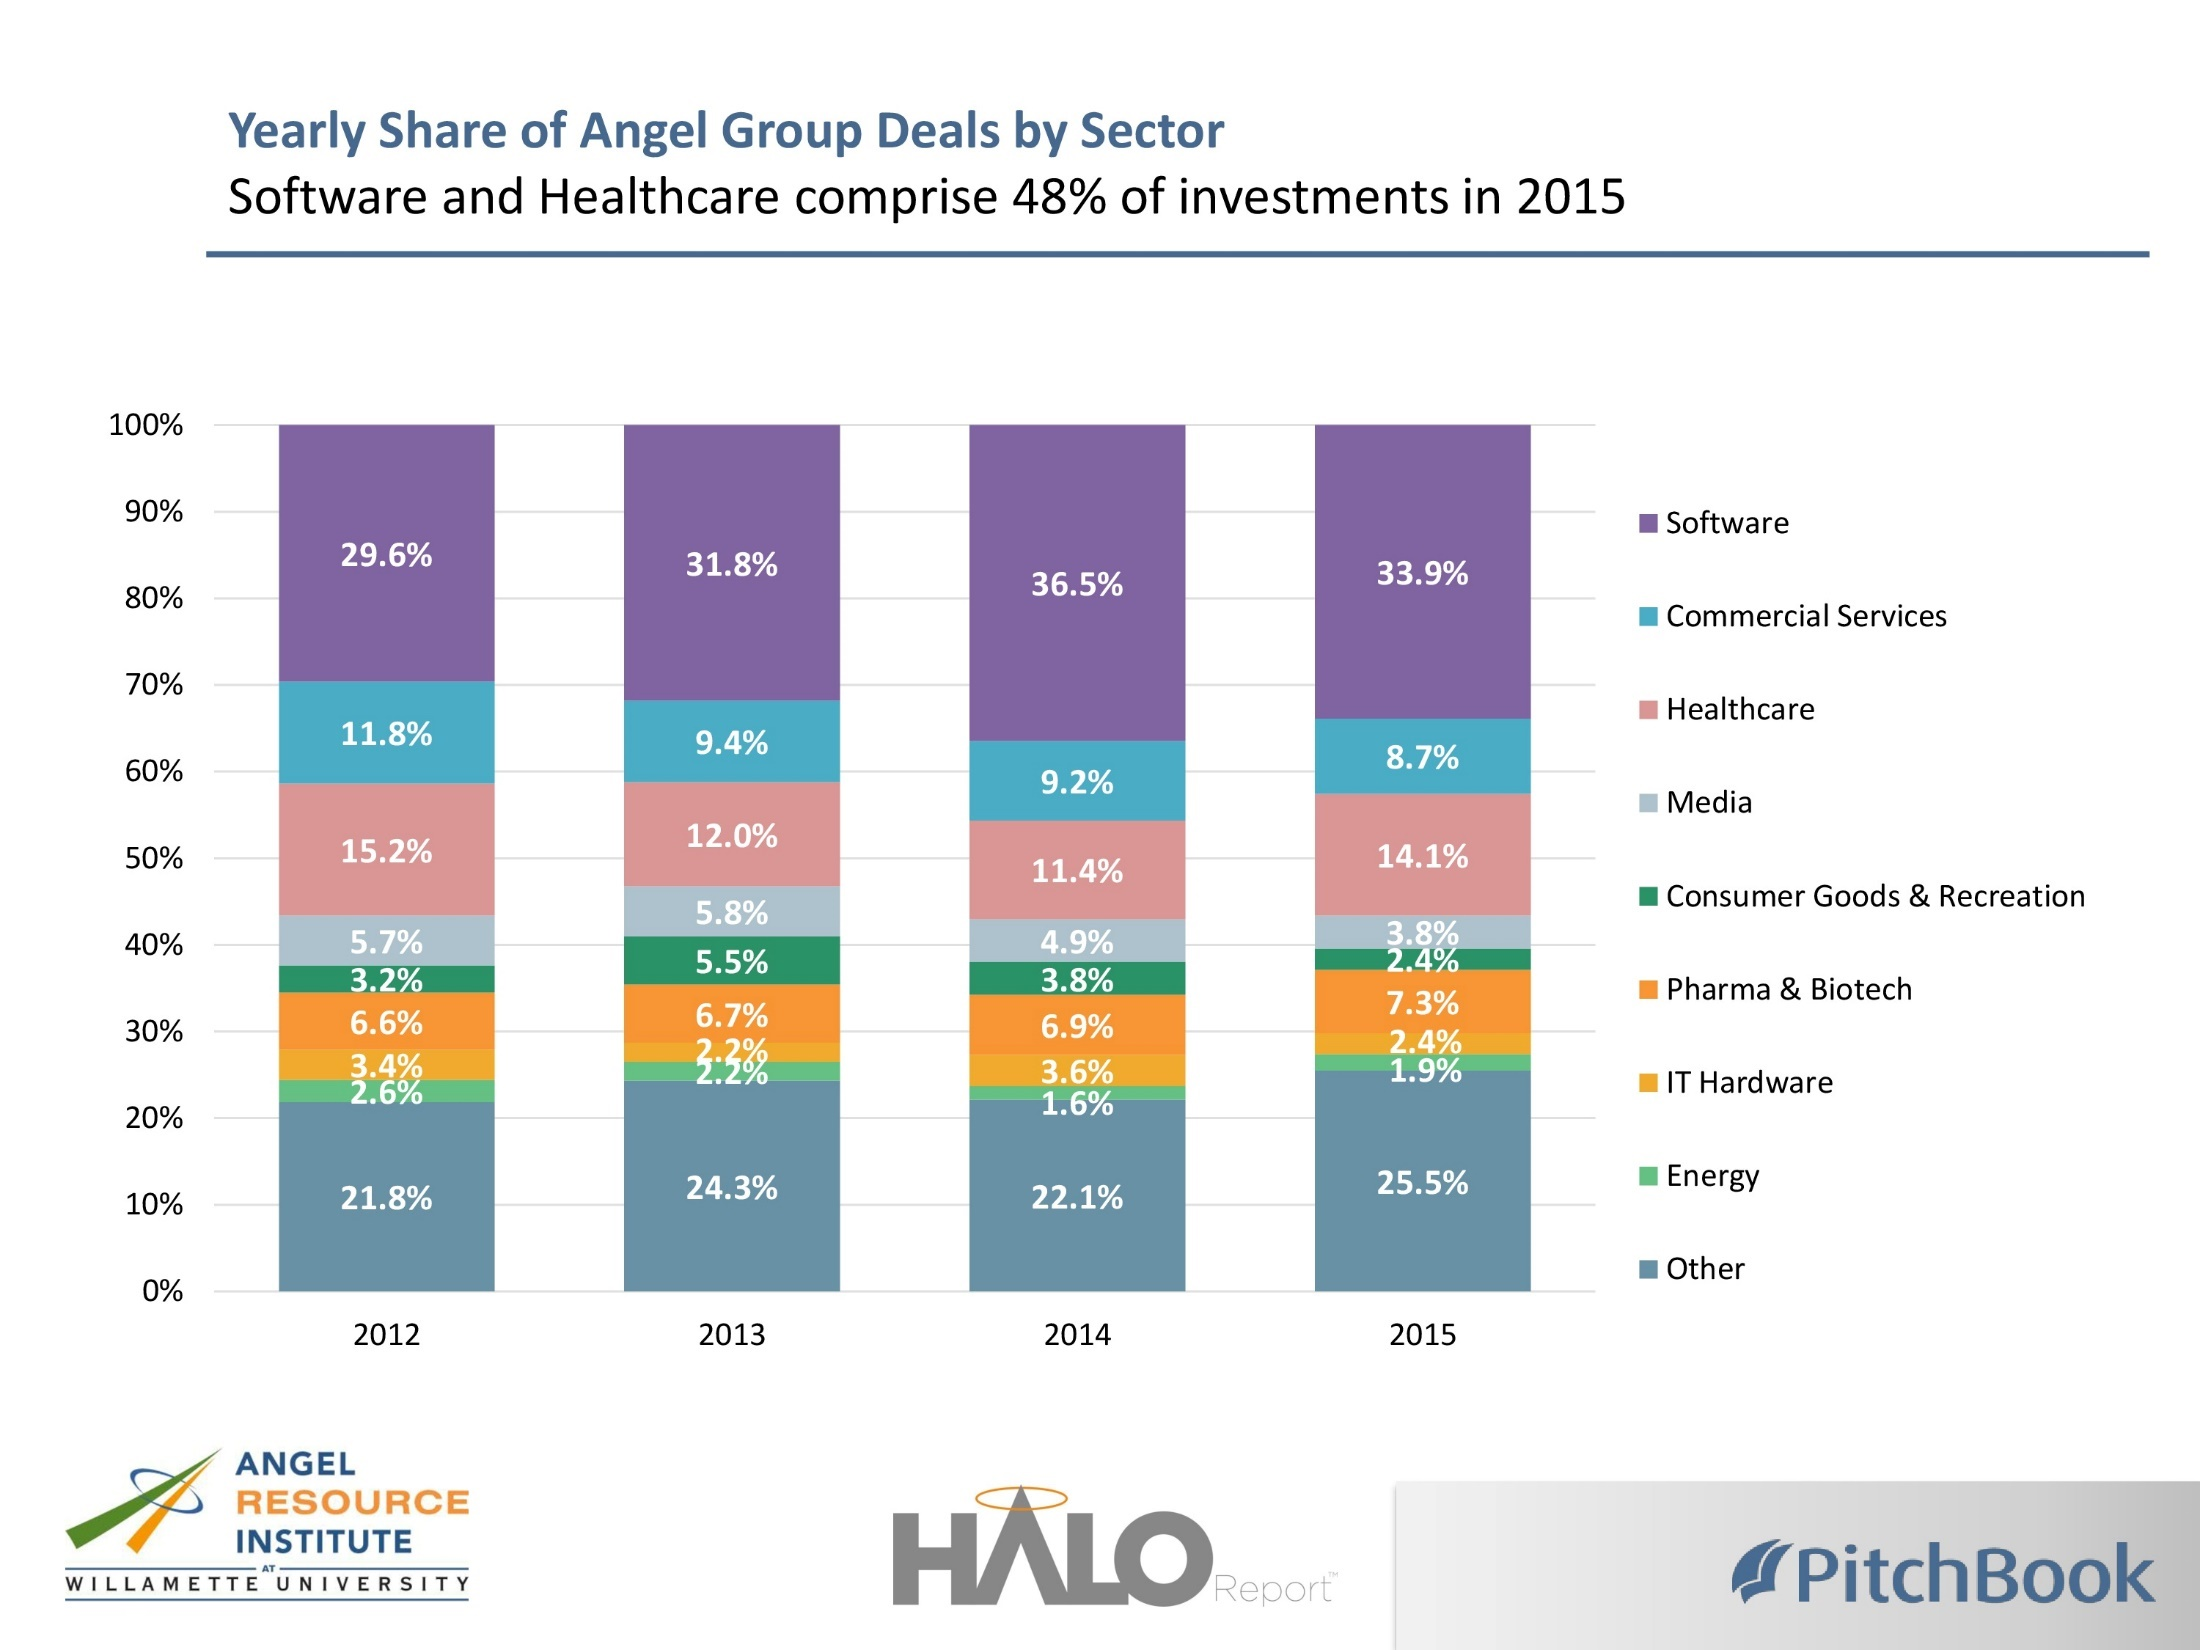 Yearly Share of Angel Group Deals by Sector
Software and Healthcare comprise 48% of investments in 2015
100%
90%
80%
70%
60%
50%
40%
30%
20%
10%
0%
29.6%
11.8%
15.2%
5.7%
3.2%
6.6%
3.4%
2.6%
21.8%
31.8%
9.4%
12.0%
5.8%
5.5%
6.7%
2.2%
2.2%
24.3%
36.5%
9.2%
11.4%
4.9%
3.8%
6.9%
3.6%
1.6%
22.1%
33.9%
8.7%
14.1%
3.8%
2.4%
7.3%
2.4%
1.9%
25.5%
2012 2013 2014 2015
Software
Commercial Services
Healthcare
Media
Consumer Goods & Recreation
Pharma & Biotech
IT Hardware
Energy
Other
ANGEL
RESOURCE
INSTITUTE
AT
WILLAMETTE UNIVERSITY
HALO Report™
PitchBook